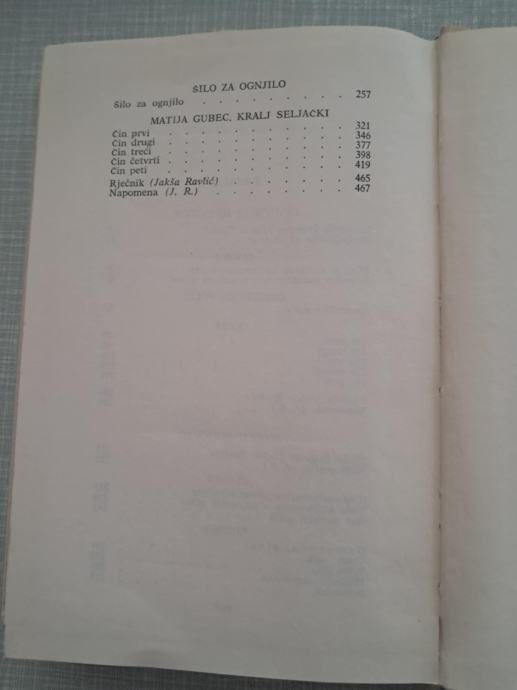 ŠILO ZA OGNJILO
Šilo za ognjilo . . . . . . . . . 257
MATIJA GUBEC, KRALJ SELJAČKI
Čin prvi . . . . . . . . . . . 321
Čin drugi . . . . . . . . . . . 346
Čin treći . . . . . . . . . . . 377
Čin četvrti . . . . . . . . . . . 398
Čin peti . . . . . . . . . . . 419
Rječnik (Jakša Ravlić) . . . . . . . . 465
Napomena (J. R.) . . . . . . . . 467